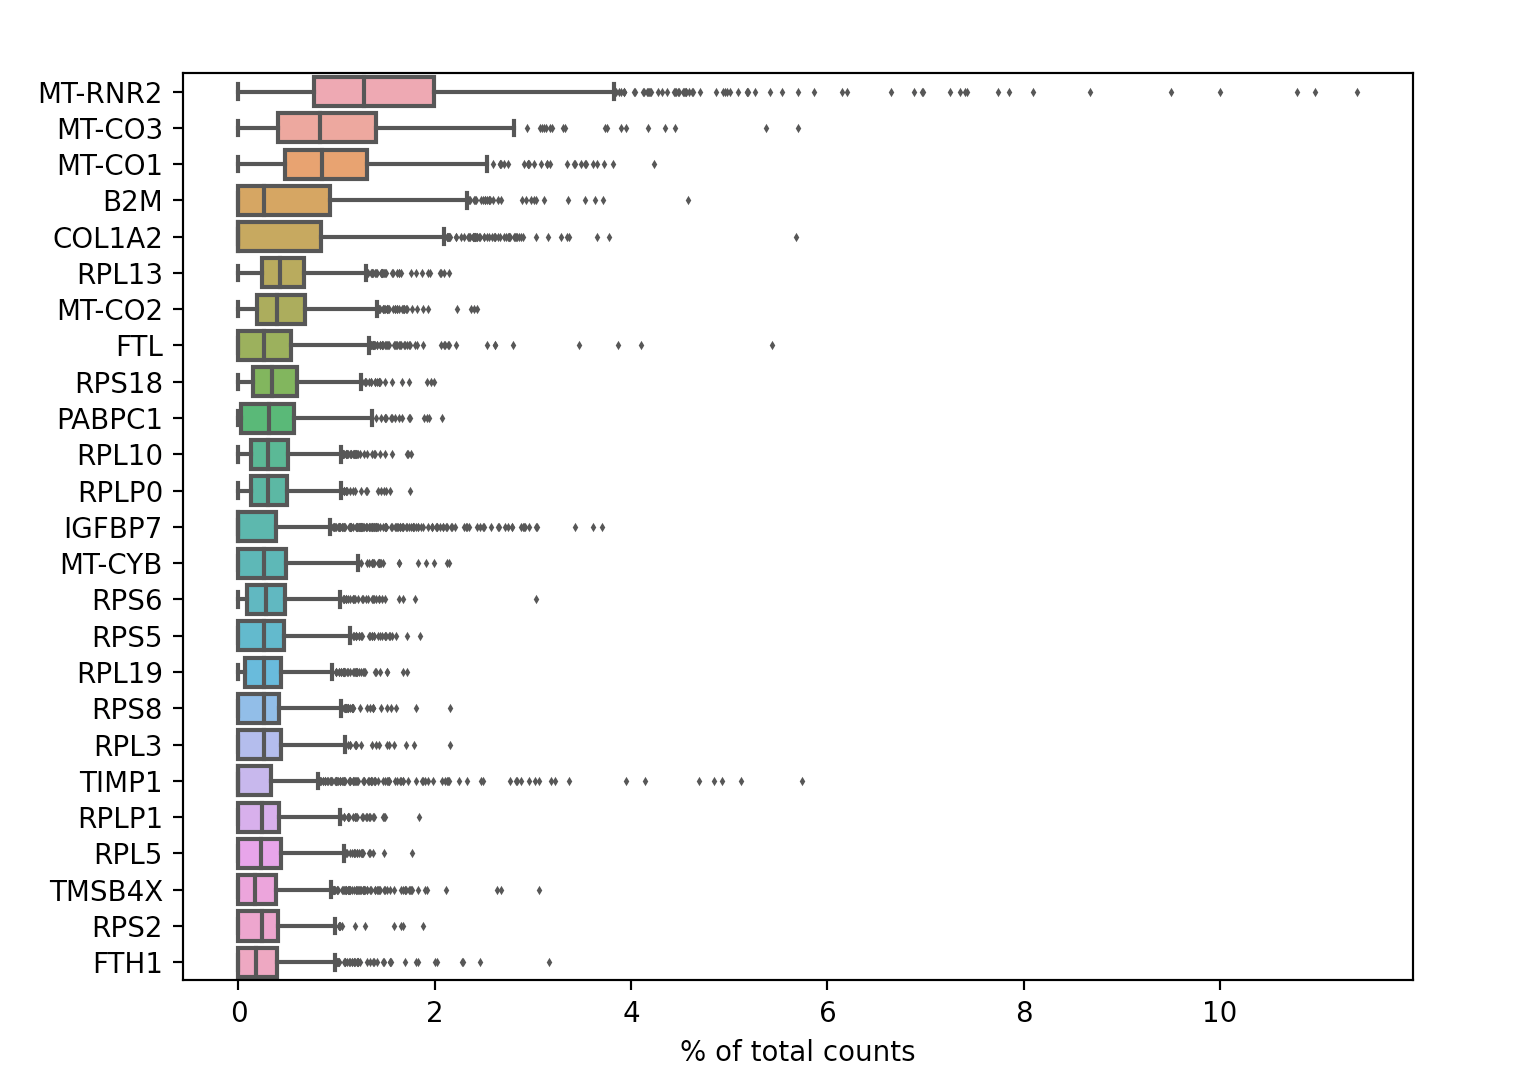 MT-RNR2
MT-CO3
MT-CO1
B2M
COL1A2
RPL13
MT-CO2
FTL
RPS18
PABPC1
RPL10
RPLP0
IGFBP7
MT-CYB
RPS6
RPS5
RPL19
RPS8
RPL3
TIMP1
RPLP1
RPL5
TMSB4X
RPS2
FTH1
0 2 4 6 8 10
% of total counts